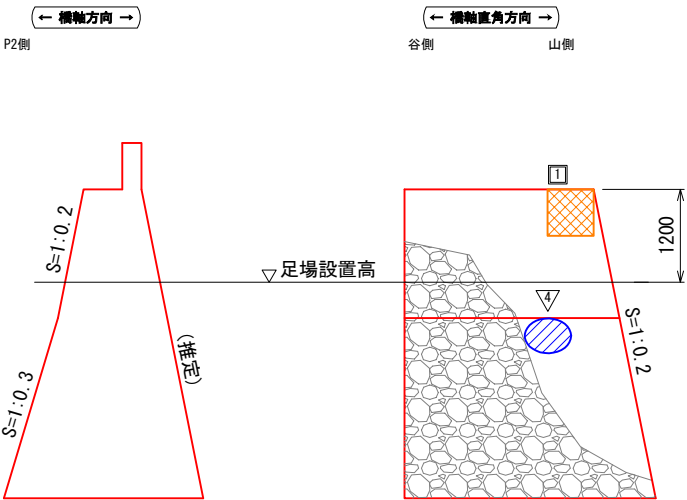 ← 橋軸方向 →
← 橋軸直角方向 →
P2側
谷側
山側
1
S=1:0.2
1200
▽足場設置高
4
(推定)
S=1:0.2
S=1:0.3